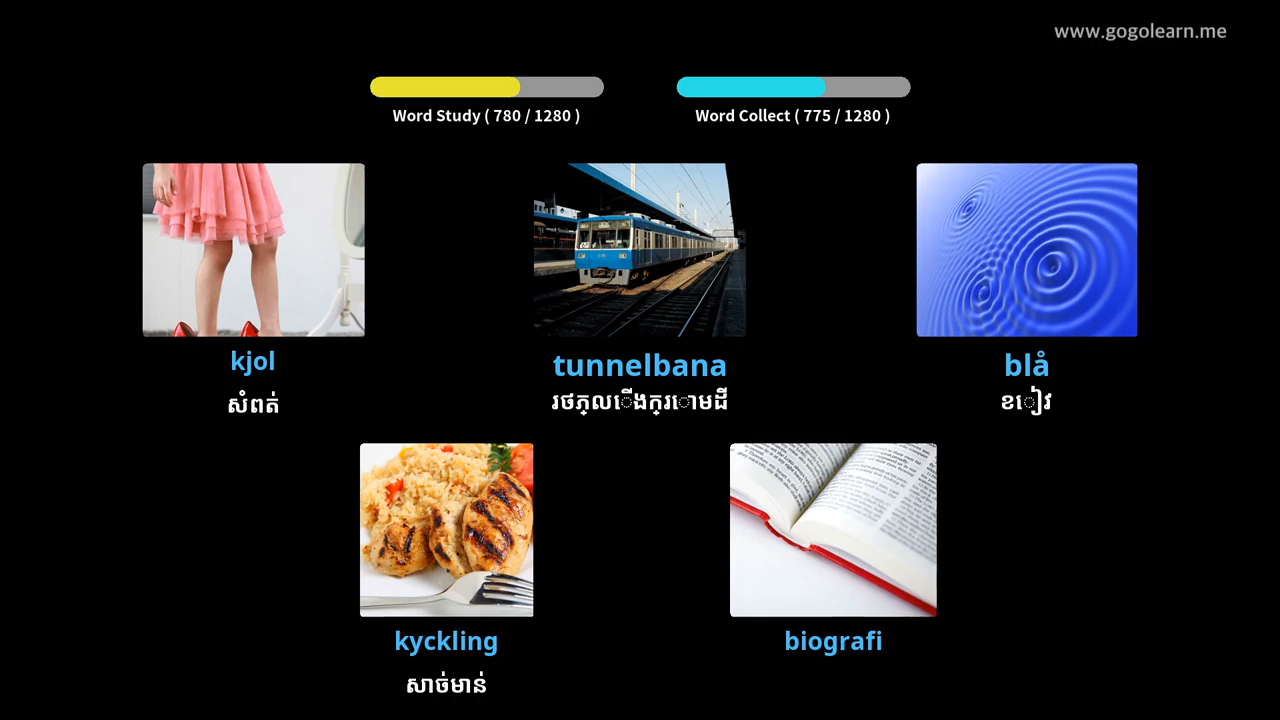 www.gogolearn.me
Word Study ( 780 / 1280 )
Word Collect ( 775 / 1280 )
kjol
សំពត់
tunnelbana
រថភ្លើងក្រោមដី
blå
ខៀវ
kyckling
សាច់មាន់
biografi